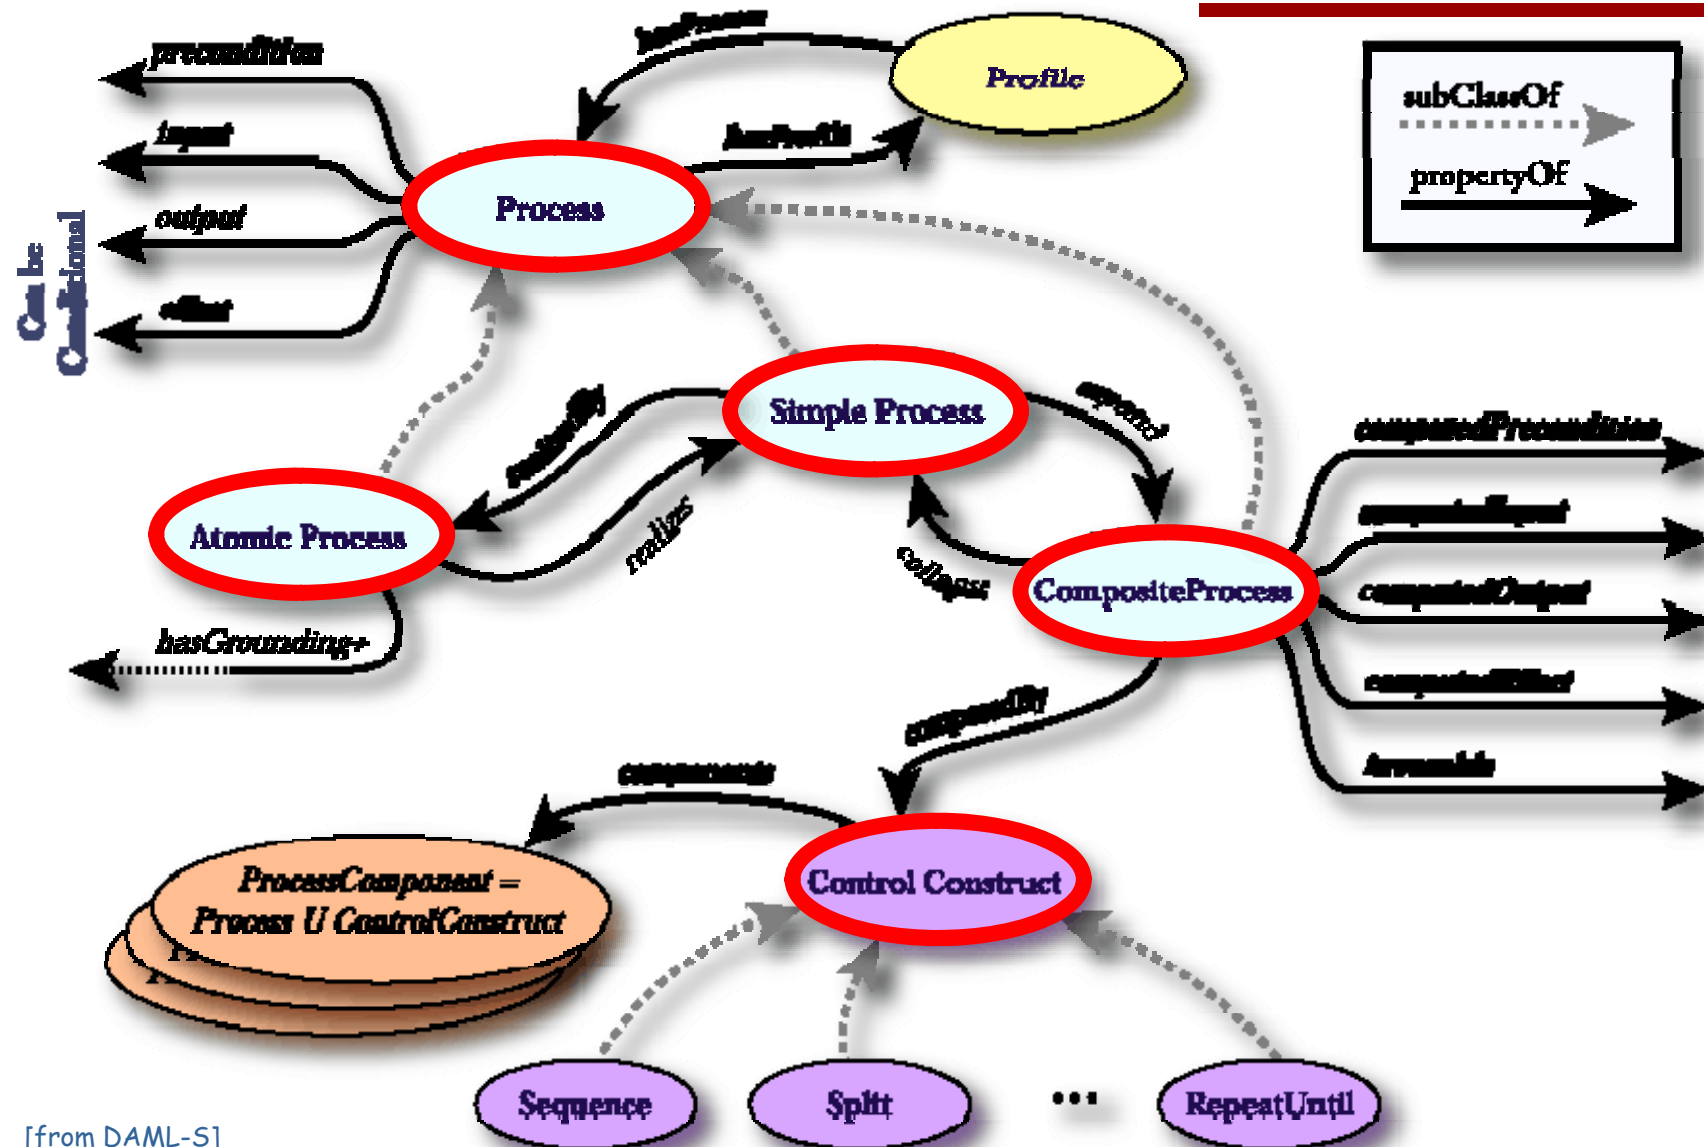 precondition
hasProcess
Profile
subClassOf
input
hasProfile
propertyOf
Process
output
Can be
Conditional
effect
Simple Process
expand
realizedBy
composedPrecondition
Atomic Process
realizes
collapse
CompositeProcess
computedInput
computedOutput
hasGrounding+
computedEffect
composedBy
invocable
components
ProcessComponent =
Process U ControlConstruct
Control Construct
Sequence
Split
...
RepeatUntil
[from DAML-S]